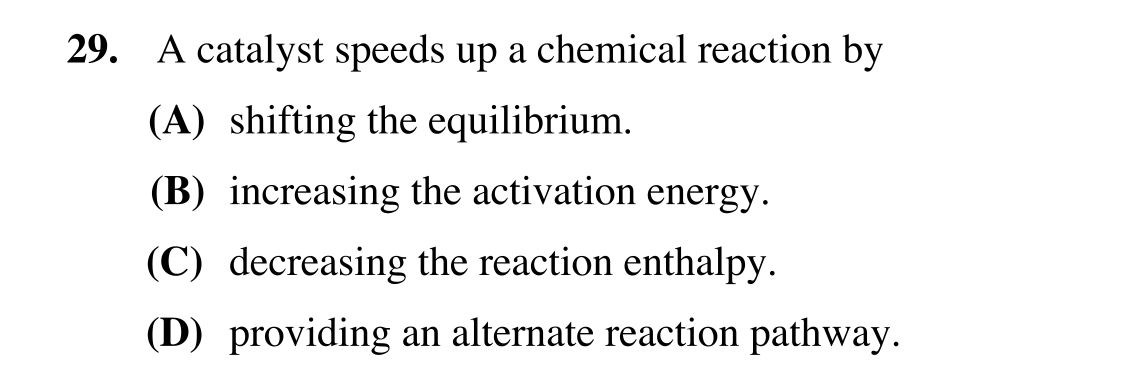 29. A catalyst speeds up a chemical reaction by
(A) shifting the equilibrium.
(B) increasing the activation energy.
(C) decreasing the reaction enthalpy.
(D) providing an alternate reaction pathway.